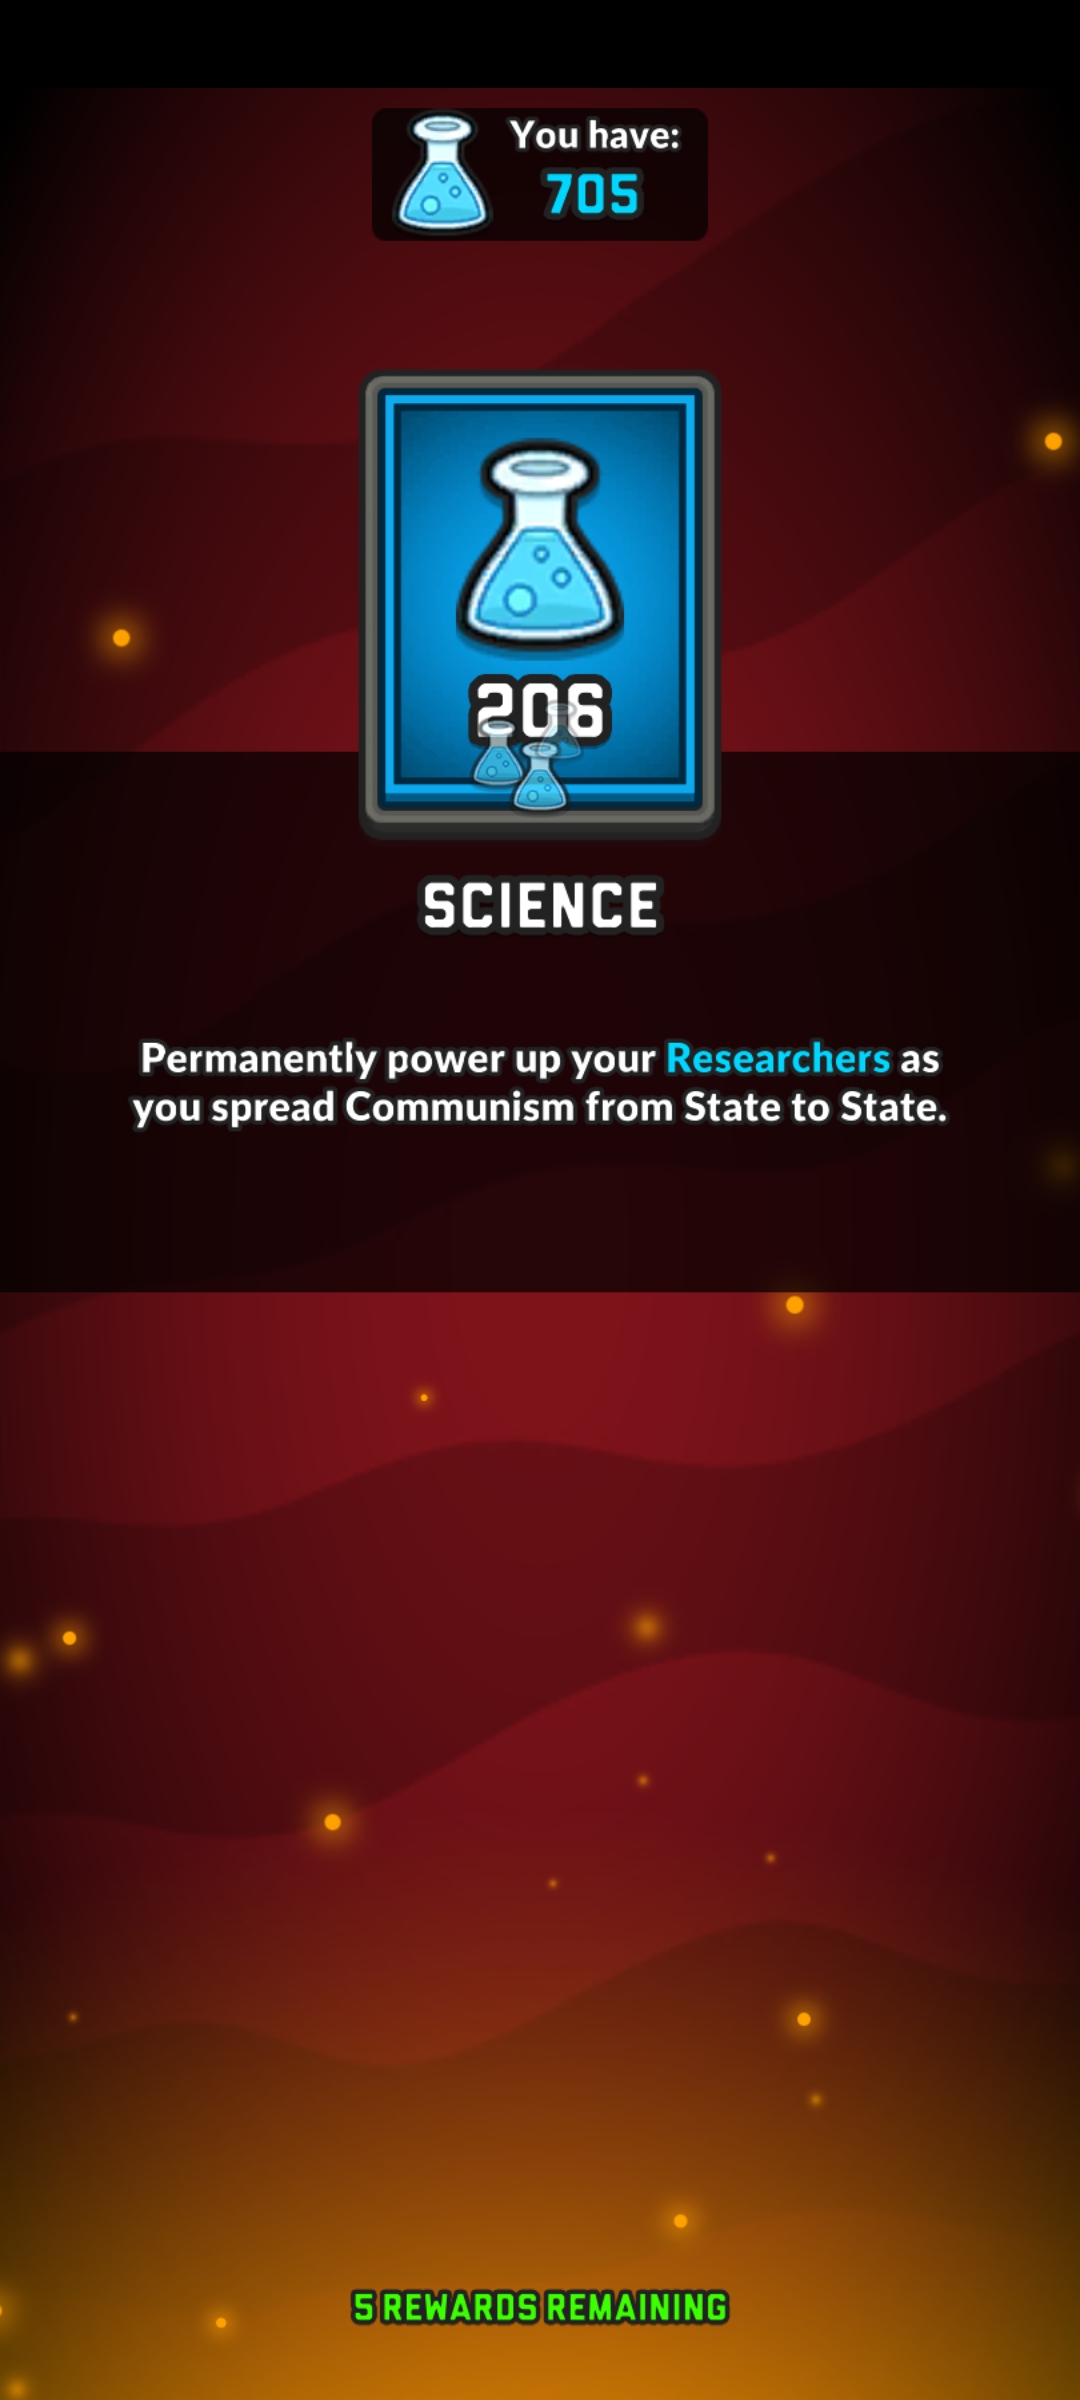 You have:
705
206
SCIENCE
Permanently power up your Researchers as
you spread Communism from State to State.
5 REWARDS REMAINING